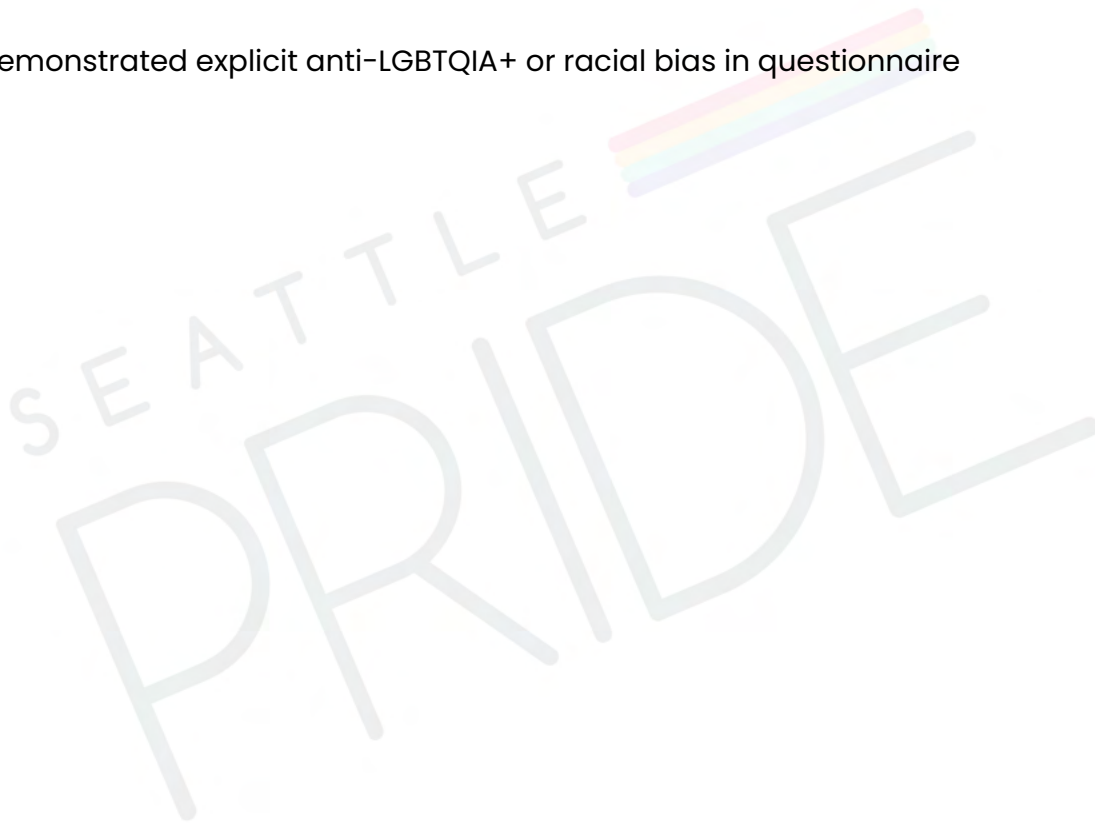 emonstrated explicit anti-LGBTQIA+ or racial bias in questionnaire
SEATTLE
PRIDE